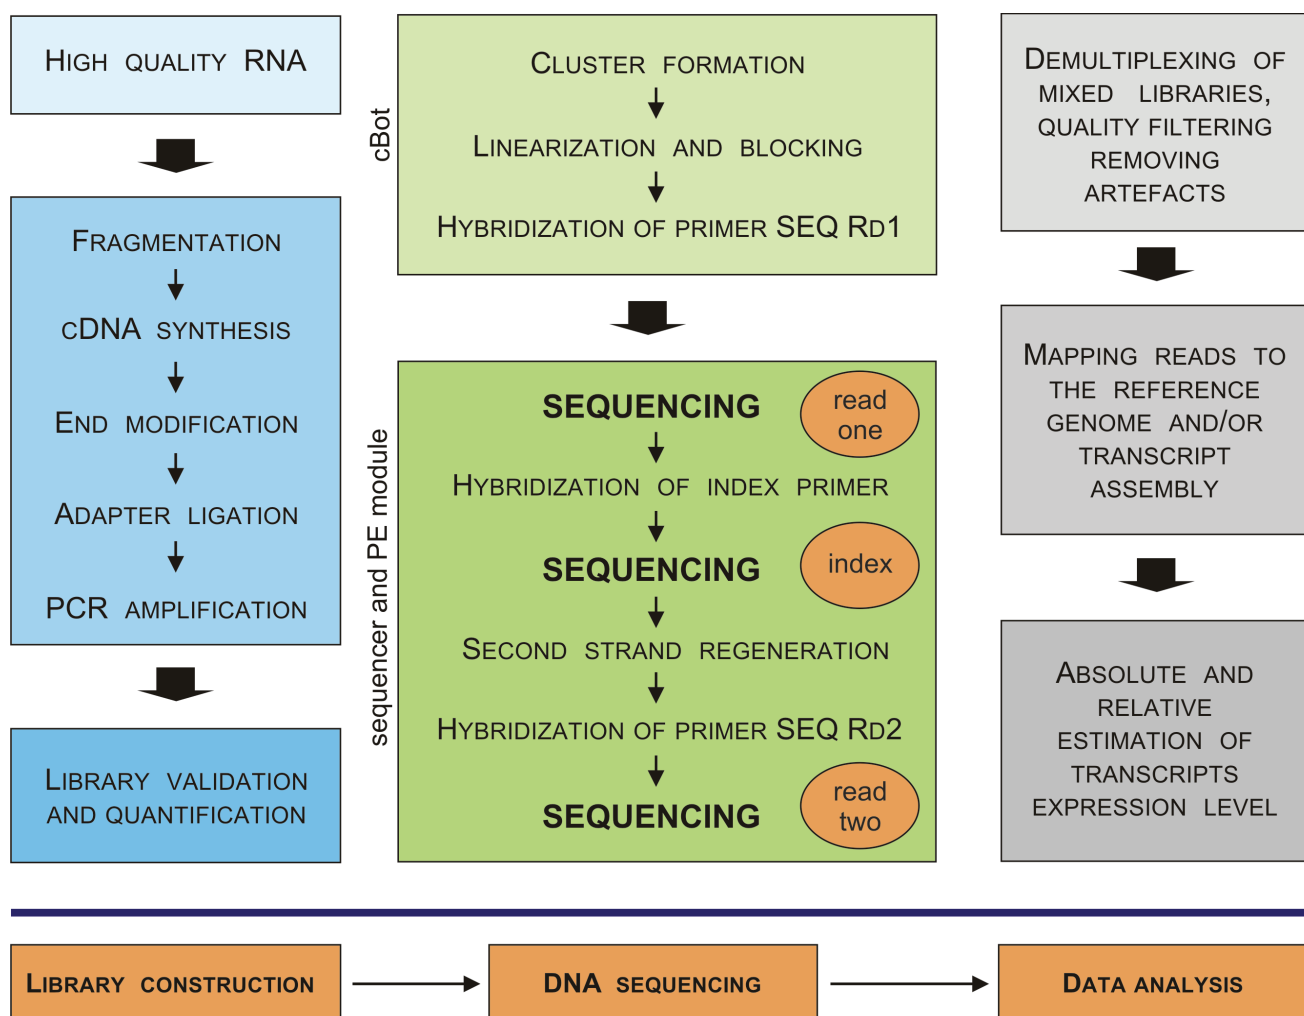 HIGH QUALITY RNA
FRAGMENTATION
cDNA SYNTHESIS
END MODIFICATION
ADAPTER LIGATION
PCR AMPLIFICATION
LIBRARY VALIDATION
AND QUANTIFICATION
cBot
CLUSTER FORMATION
LINEARIZATION AND BLOCKING
HYBRIDIZATION OF PRIMER SEQ RD1
sequencer and PE module
SEQUENCING
read
one
HYBRIDIZATION OF INDEX PRIMER
SEQUENCING
index
SECOND STRAND REGENERATION
HYBRIDIZATION OF PRIMER SEQ RD2
SEQUENCING
read
two
DEMULTIPLEXING OF
MIXED LIBRARIES,
QUALITY FILTERING
REMOVING
ARTEFACTS
MAPPING READS TO
THE REFERENCE
GENOME AND/OR
TRANSCRIPT
ASSEMBLY
ABSOLUTE AND
RELATIVE
ESTIMATION OF
TRANSCRIPTS
EXPRESSION LEVEL
LIBRARY CONSTRUCTION
DNA SEQUENCING
DATA ANALYSIS